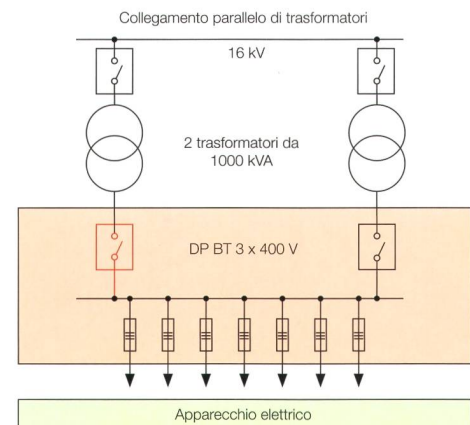 Collegamento parallelo di trasformatori
16 kV
2 trasformatori da
1000 kVA
DP BT 3 x 400 V
Apparecchio elettrico